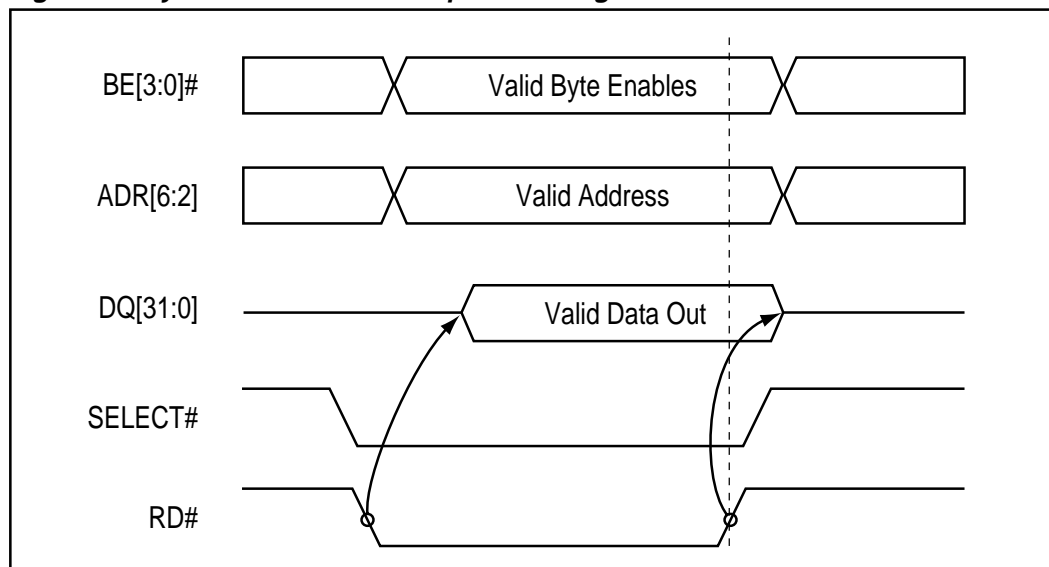 BE[3:0]#
Valid Byte Enables
ADR[6:2]
Valid Address
DQ[31:0]
Valid Data Out
SELECT#
RD#